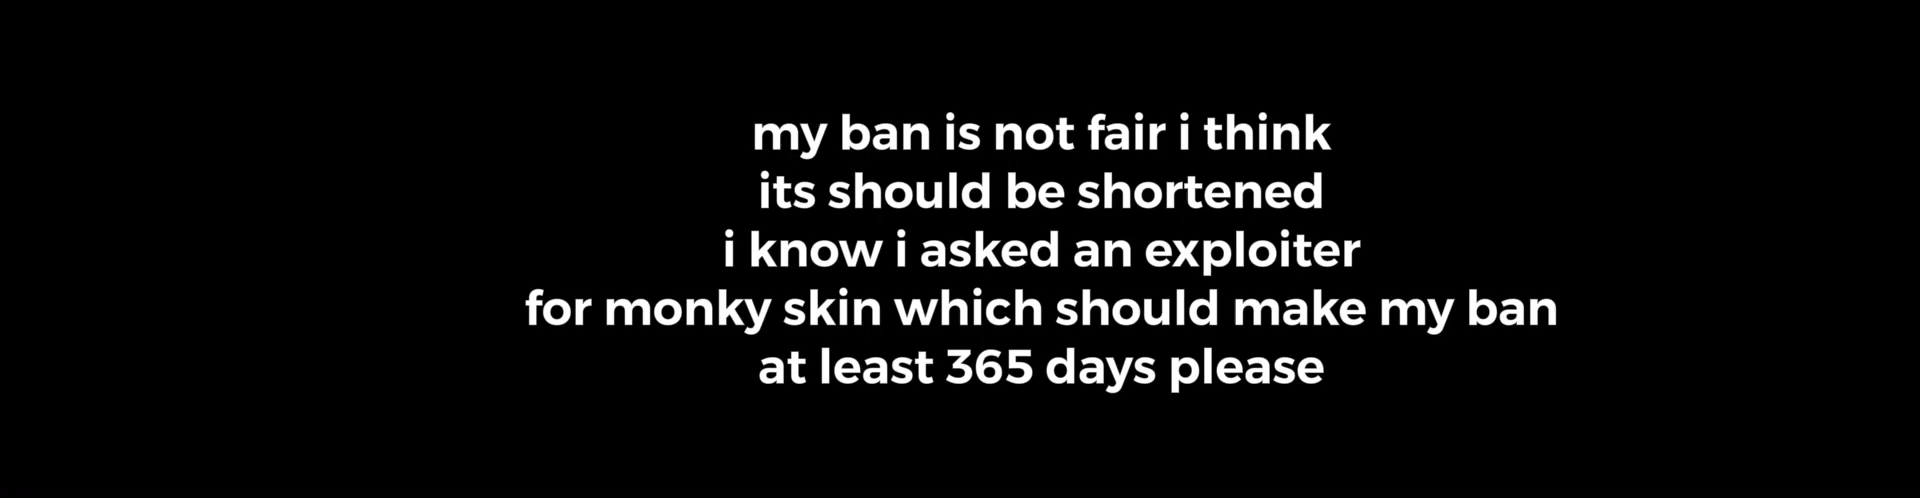 my ban is not fair i think
its should be shortened
i know i asked an exploiter
for monky skin which should make my ban
at least 365 days please